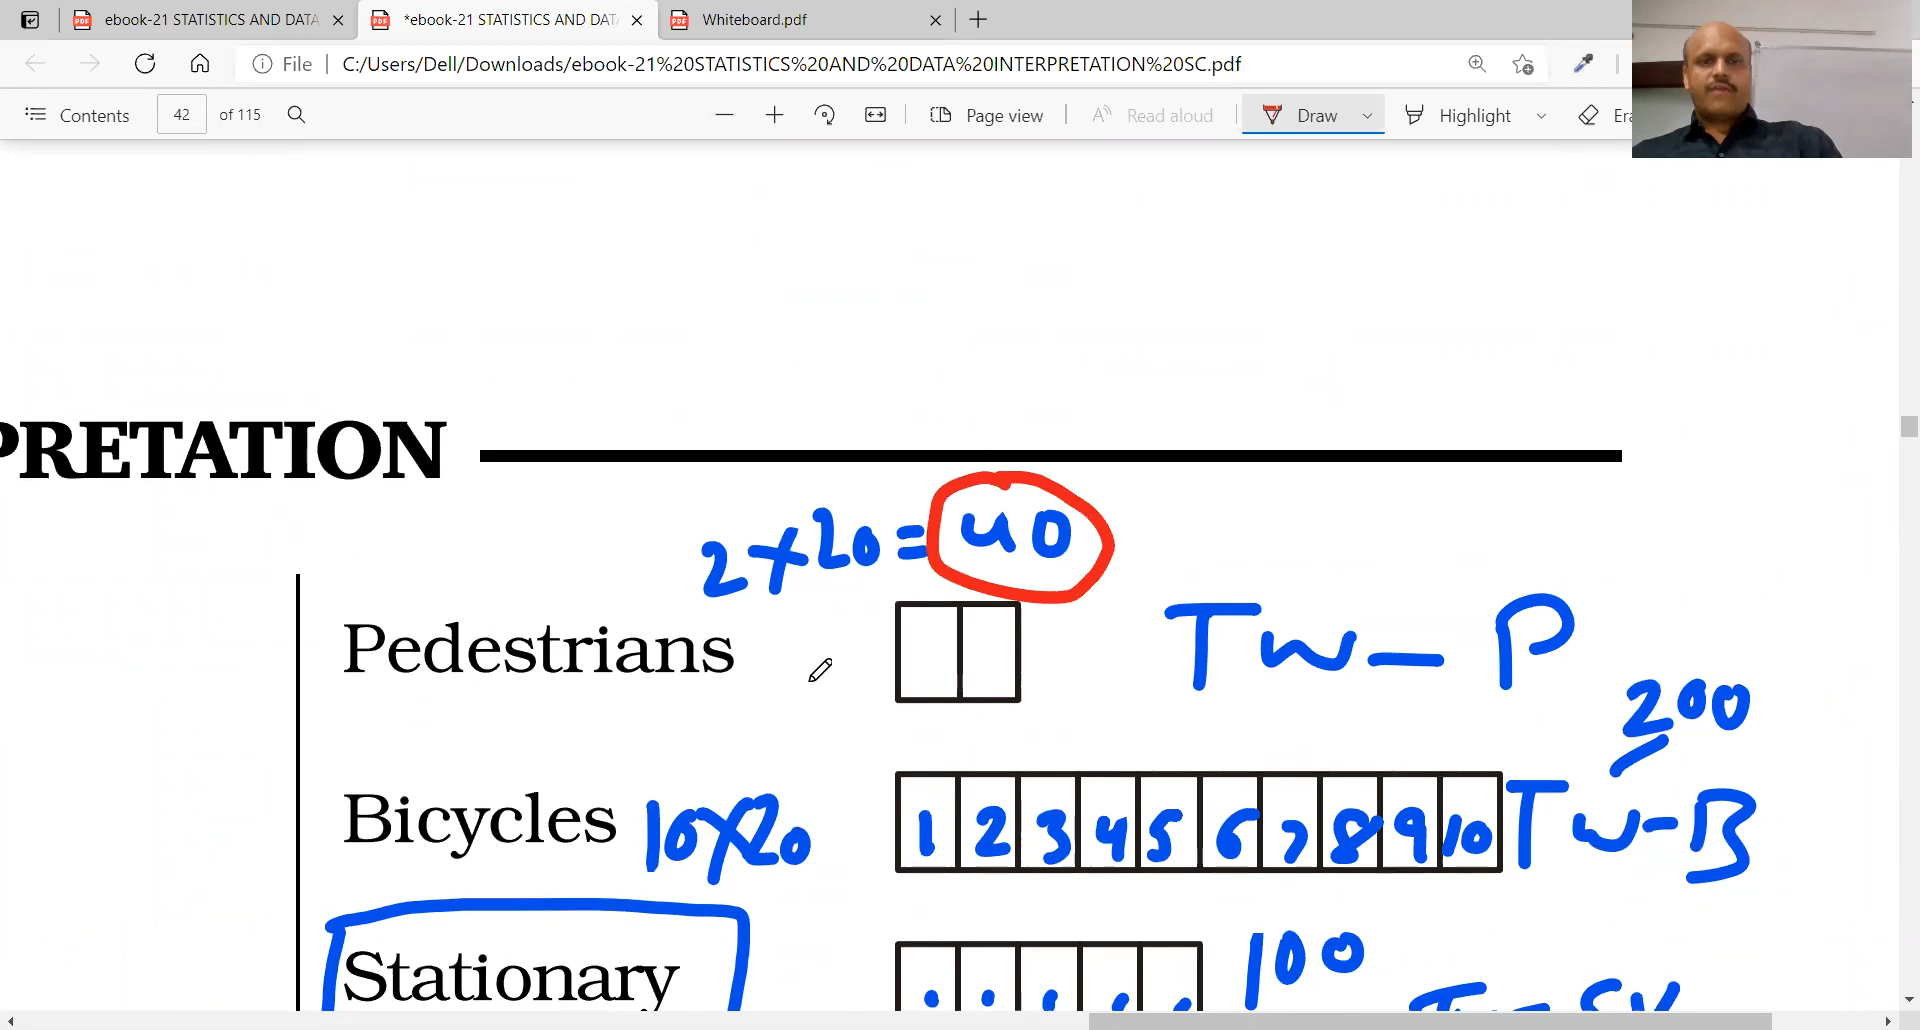 ebook-21 STATISTICS AND DATA
*ebook-21 STATISTICS AND DAT
Whiteboard.pdf
File
C:/Users/Dell/Downloads/ebook-21%20STATISTICS%20AND%20DATA%20INTERPRETATION%20SC.pdf
Contents
42
of 115
Page view
Read aloud
Draw
Highlight
Era
PRETATION
2 x 20 = 40
Pedestrians
TW - P
200
Bicycles
10x20
1 2 3 4 5 6 7 8 9 10
TW - B
Stationary
100